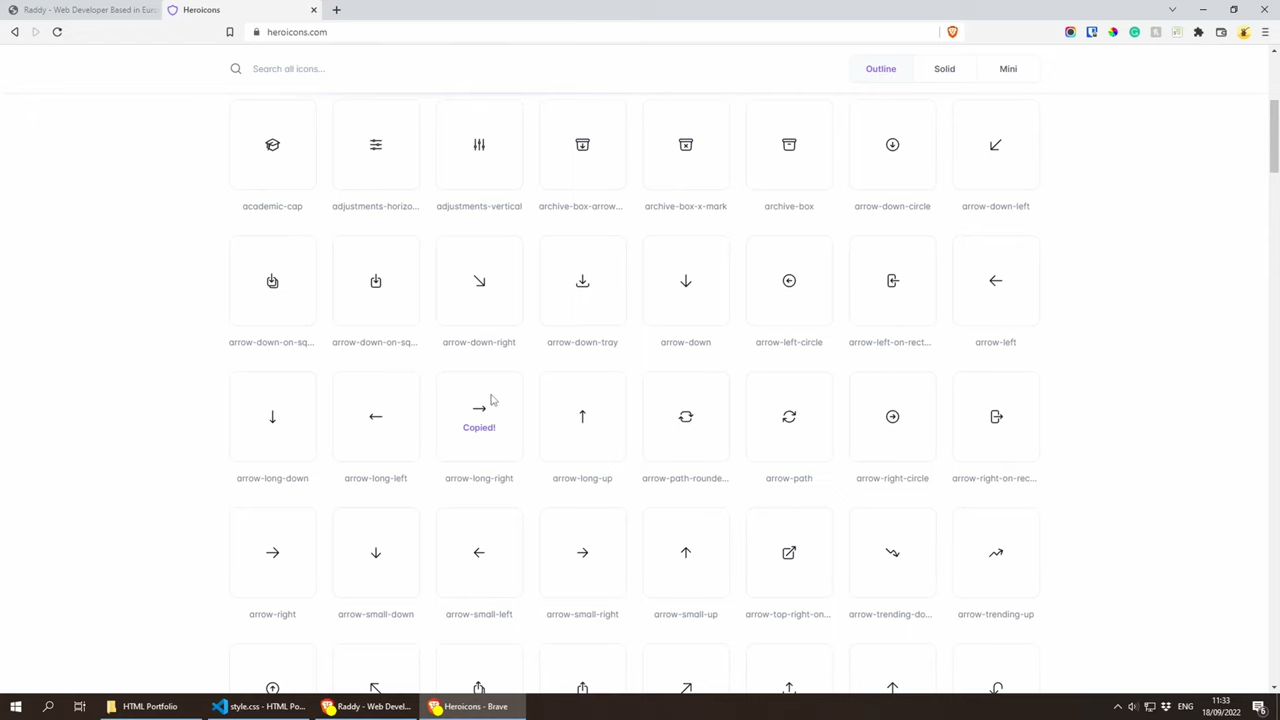 Raddy - Web Developer Based in Euro
Heroicons
heroicons.com
Search all icons...
Outline
Solid
Mini
academic-cap
adjustments-horizo...
adjustments-vertical
archive-box-arrow...
archive-box-x-mark
archive-box
arrow-down-circle
arrow-down-left
arrow-down-on-sq...
arrow-down-on-sq...
arrow-down-right
arrow-down-tray
arrow-down
arrow-left-circle
arrow-left-on-rect...
arrow-left
Copied!
arrow-long-down
arrow-long-left
arrow-long-right
arrow-long-up
arrow-path-rounde...
arrow-path
arrow-right-circle
arrow-right-on-rec...
arrow-right
arrow-small-down
arrow-small-left
arrow-small-right
arrow-small-up
arrow-top-right-on...
arrow-trending-do...
arrow-trending-up
HTML Portfolio
style.css - HTML Po...
Raddy - Web Devel...
Heroicons - Brave
11:33
18/09/2022
6